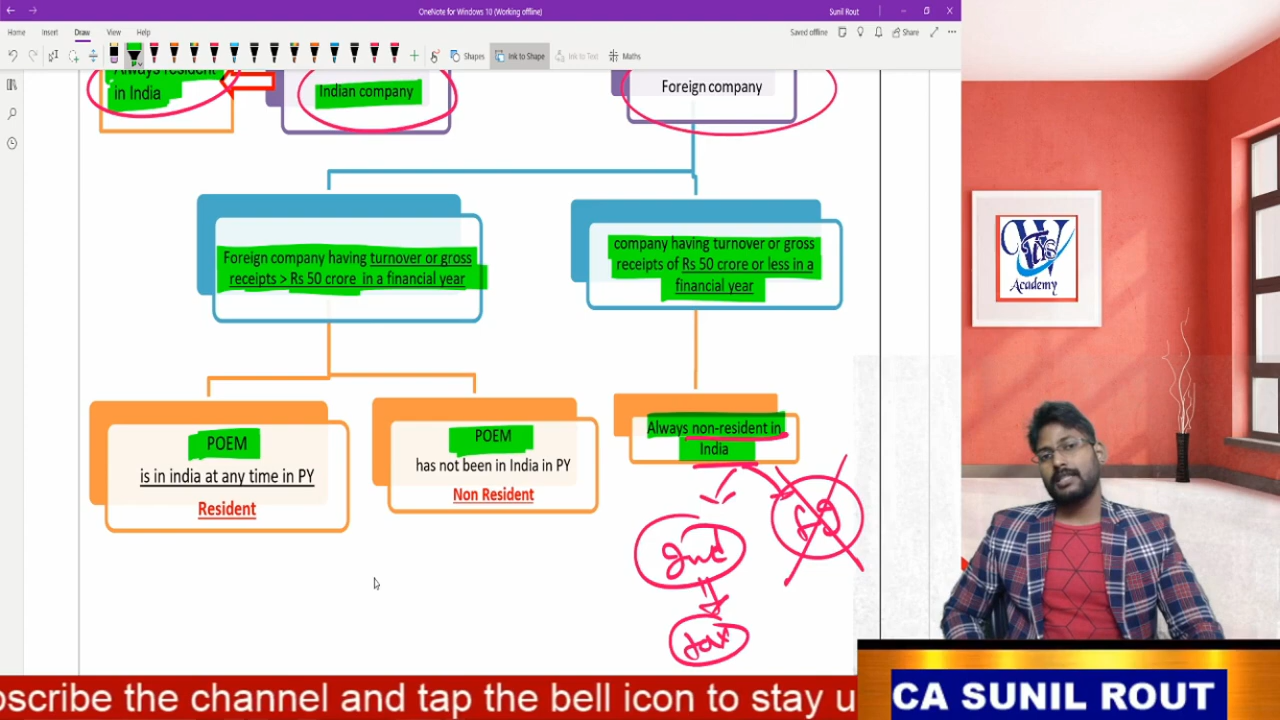 OneNote for Windows 10 (Working offline)
Sunil Rout
Home Insert Draw View Help
Saved offline
Share
Shapes
Ink to Shape
Ink to Text
Maths
Always resident
in India
Indian company
Foreign company
Foreign company having turnover or gross
receipts > Rs 50 crore in a financial year
company having turnover or gross
receipts of Rs 50 crore or less in a
financial year
POEM
is in india at any time in PY
Resident
POEM
has not been in India in PY
Non Resident
Always non-resident in
India
Ind
Academy
bscribe the channel and tap the bell icon to stay u
CA SUNIL ROUT